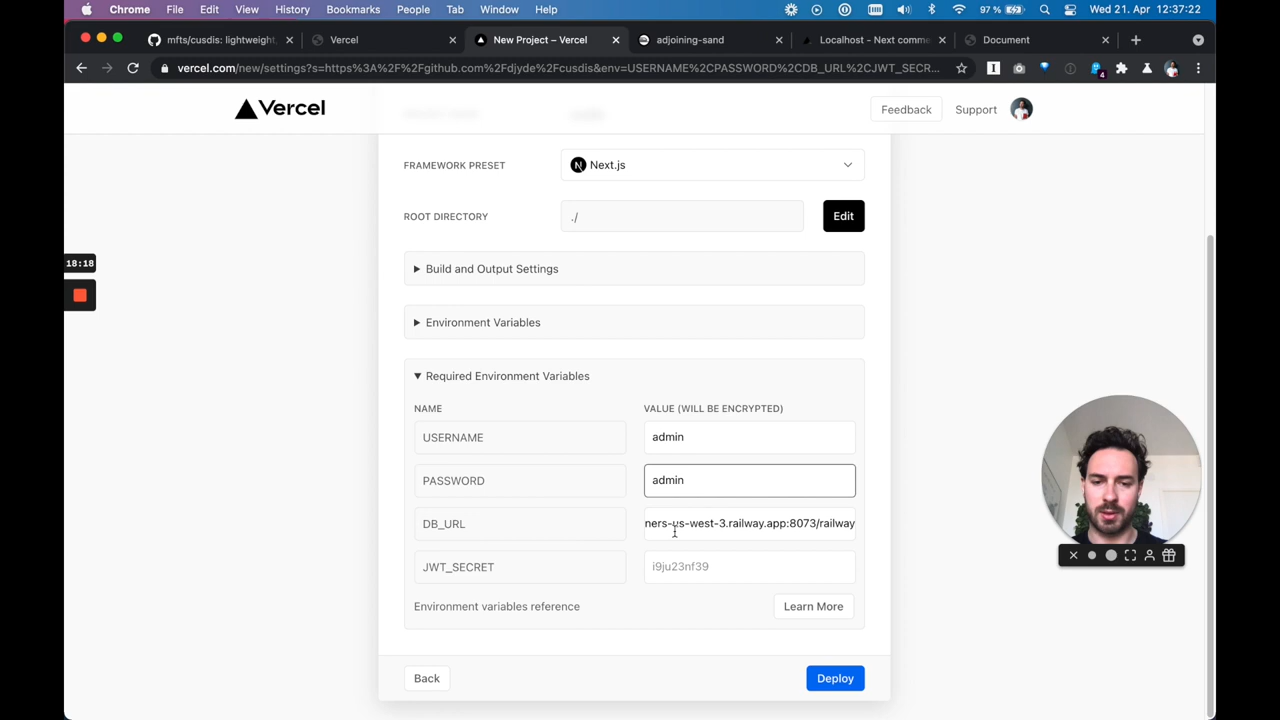 Chrome File Edit View History Bookmarks People Tab Window Help 97 % Wed 21. Apr 12:37:22
mfts/cusdis: lightweight, Vercel New Project – Vercel adjoining-sand Localhost - Next comme Document
vercel.com/new/settings?s=https%3A%2F%2Fgithub.com%2Fdjyde%2Fcusdis&env=USERNAME%2CPASSWORD%2CDB_URL%2CJWT_SECR... 4
Vercel Feedback Support
FRAMEWORK PRESET Next.js
ROOT DIRECTORY ./ Edit
18:18
Build and Output Settings
Environment Variables
Required Environment Variables
NAME VALUE (WILL BE ENCRYPTED)
USERNAME admin
PASSWORD admin
DB_URL ners-us-west-3.railway.app:8073/railway
JWT_SECRET i9ju23nf39
Environment variables reference Learn More
Back Deploy